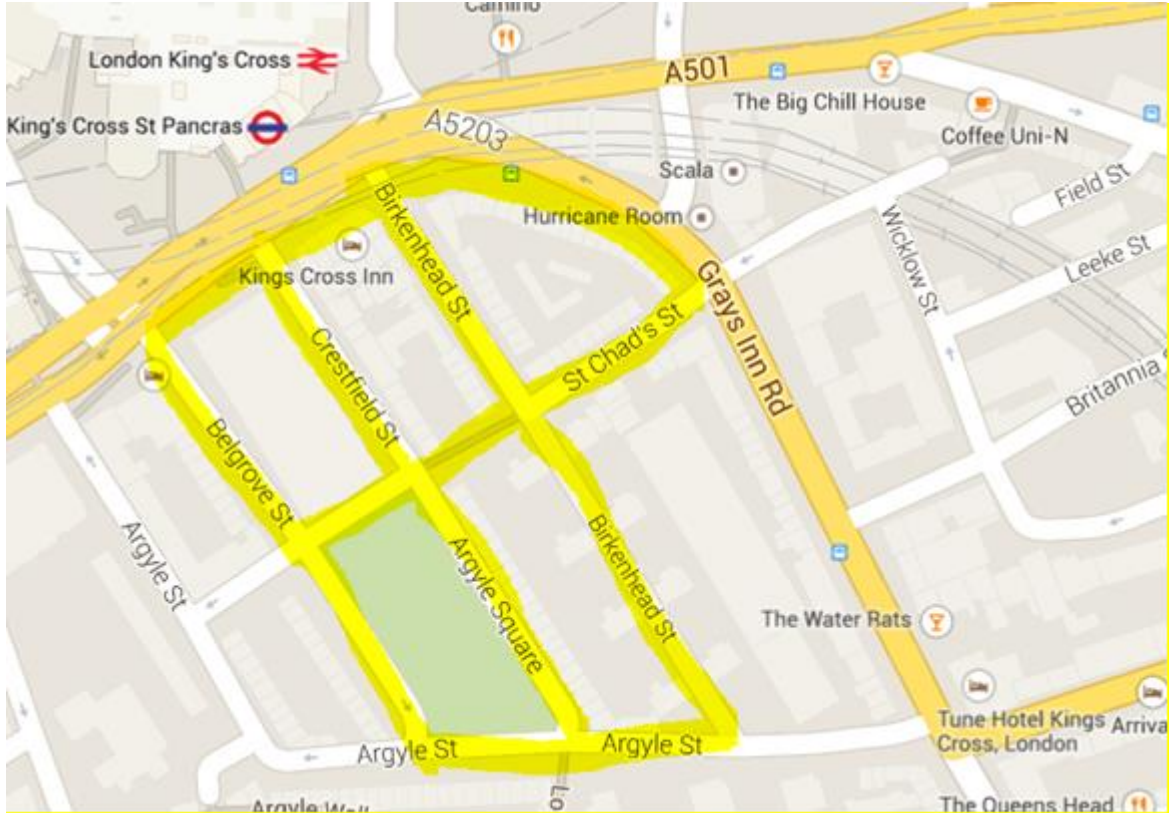 Camino
London King's Cross
A501
The Big Chill House
King's Cross St Pancras
A5203
Coffee Uni-N
Scala
Field St
Hurricane Room
Birkenhead St
Wicklow St
Leeke St
Kings Cross Inn
Grays Inn Rd
St Chad's St
Crestfield St
Britannia
Belgrove St
Argyle St
Argyle Square
Birkenhead St
The Water Rats
Tune Hotel Kings
Cross, London
Arriva
Argyle St
Argyle St
Lo
Argyle Wall
The Queens Head